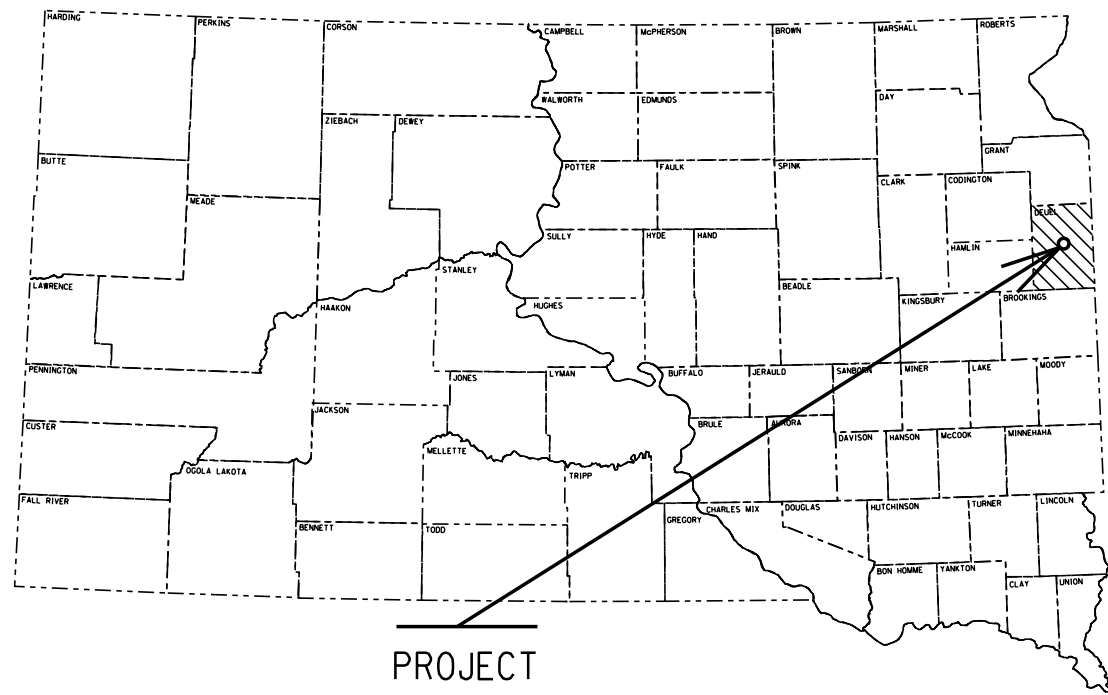 HARDING
PERKINS
CORSON
CAMPBELL
McPHERSON
BROWN
MARSHALL
ROBERTS
WALWORTH
EDMUNDS
DAY
ZIEBACH
DEWEY
GRANT
BUTTE
POTTER
FAULK
SPINK
CLARK
CODINGTON
MEADE
DEUEL
SULLY
HYDE
HAND
HAMLIN
STANLEY
LAWRENCE
BEADLE
HAAKON
HUGHES
KINGSBURY
BROOKINGS
PENNINGTON
JONES
LYMAN
BUFFALO
JERAULD
SANBORN
MINER
LAKE
MOODY
JACKSON
CUSTER
BRULE
AURORA
DAVISON
HANSON
McCOOK
MINNEHAHA
MELLETTE
OGOLA LAKOTA
TRIPP
FALL RIVER
GREGORY
CHARLES MIX
DOUGLAS
HUTCHINSON
TURNER
LINCOLN
BENNETT
TODD
BON HOMME
YANKTON
CLAY
UNION
PROJECT